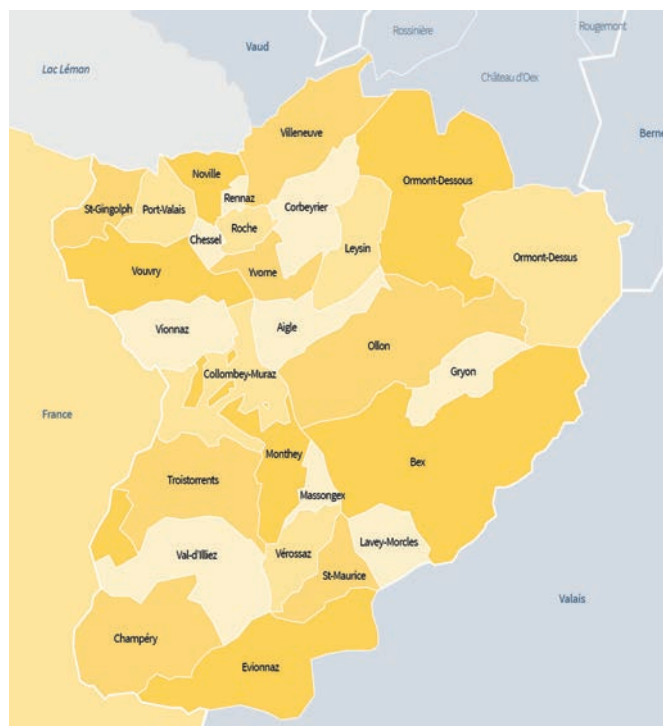 Rossinière
Rougemont
Vaud
Lac Léman
Château d'Oex
Villeneuve
Berne
Noville
Ormont-Dessous
Rennaz
St-Gingolph
Port-Valais
Corbeyrier
Roche
Chessel
Leysin
Ormont-Dessus
Vouvry
Yvorne
Vionnaz
Aigle
Ollon
Collombey-Muraz
Gryon
France
Monthey
Bex
Troistorrents
Massongex
Lavey-Morcles
Val-d'Illiez
Vérossaz
St-Maurice
Valais
Champéry
Evionnaz